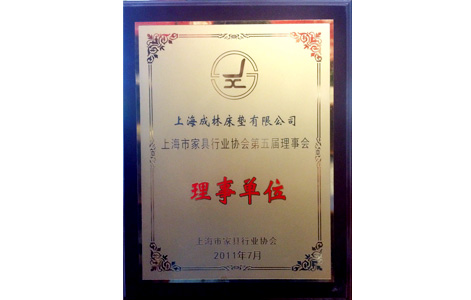 上海成林床垫有限公司
上海市家具行业协会第五届理事会
理事单位
上海市家具行业协会
2011年7月